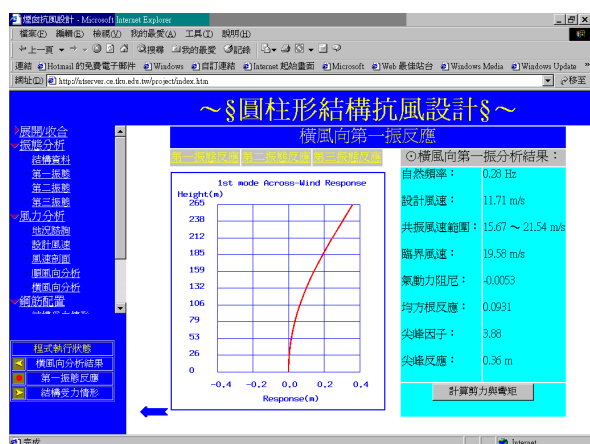 煙囪抗風設計 - Microsoft Internet Explorer
檔案(F) 編輯(E) 檢視(V) 我的最愛(A) 工具(T) 說明(H)
上一頁 搜尋 我的最愛 記錄
連結 Hotmail 的免費電子郵件 Windows 自訂連結 Internet 起始畫面 Microsoft Web 最佳站台 Windows Media Windows Update »
網址(D) http://ntserver.ce.tku.edu.tw/project/index.htm 移至
～§圓柱形結構抗風設計§～
展開/收合
振態分析
結構資料
第一振態
第二振態
第三振態
風力分析
地況諮詢
設計風速
風速剖面
順風向分析
橫風向分析
鋼筋配置
結構受力情形
程式執行狀態
橫風向分析結果
第一振態反應
結構受力情形
橫風向第一振反應
第一振態反應 第二振態反應 第三振態反應
1st mode Across-Wind Response
Height(m)
265
238
212
185
159
132
106
79
53
26
0
-0.4 -0.2 0.0 0.2 0.4
Response(m)
⊙橫風向第一振分析結果：
自然頻率： 0.28 Hz
設計風速： 11.71 m/s
共振風速範圍： 15.67 ～ 21.54 m/s
臨界風速： 19.58 m/s
氣動力阻尼： -0.0053
均方根反應： 0.0931
尖峰因子： 3.88
尖峰反應： 0.36 m
計算剪力與彎矩
完成 Internet